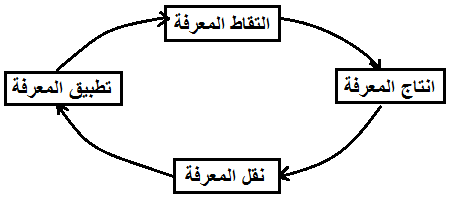 التقاط المعرفة
انتاج المعرفة
نقل المعرفة
تطبيق المعرفة